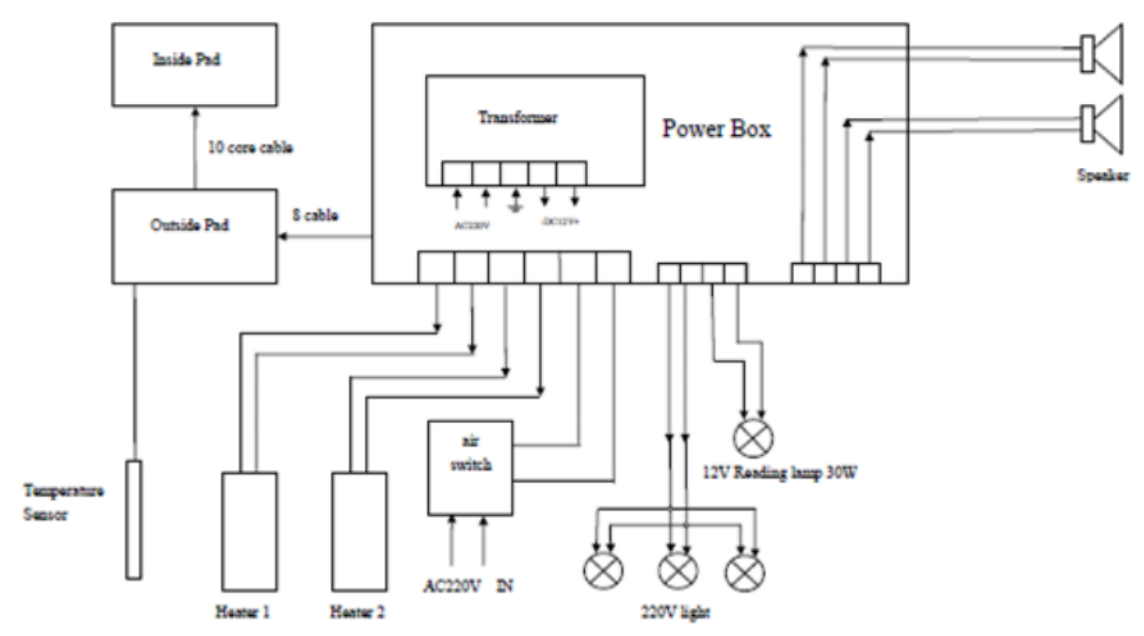 Inside Pad
Transformer
Power Box
10 core cable
Speaker
8 cable
Outside Pad
AC220V
-DC12V+
air
switch
12V Reading lamp 30W
Temperature
Sensor
AC220V IN
Heater 1
Heater 2
220V light